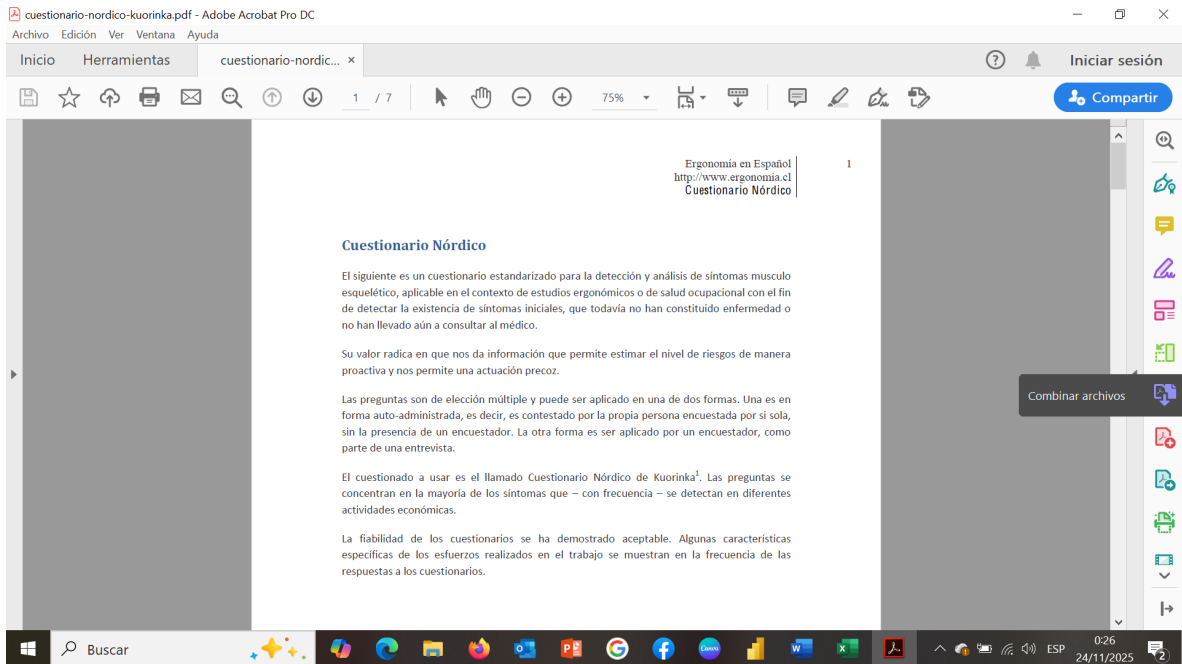 cuestionario-nordico-kuorinka.pdf - Adobe Acrobat Pro DC
Archivo Edición Ver Ventana Ayuda
Inicio Herramientas cuestionario-nordic... × Iniciar sesión
1 / 7 75% Compartir
Ergonomía en Español 1
http://www.ergonomia.cl
Cuestionario Nórdico
Cuestionario Nórdico
El siguiente es un cuestionario estandarizado para la detección y análisis de síntomas musculo
esquelético, aplicable en el contexto de estudios ergonómicos o de salud ocupacional con el fin
de detectar la existencia de síntomas iniciales, que todavía no han constituido enfermedad o
no han llevado aún a consultar al médico.
Su valor radica en que nos da información que permite estimar el nivel de riesgos de manera
proactiva y nos permite una actuación precoz.
Las preguntas son de elección múltiple y puede ser aplicado en una de dos formas. Una es en
forma auto-administrada, es decir, es contestado por la propia persona encuestada por si sola,
sin la presencia de un encuestador. La otra forma es ser aplicado por un encuestador, como
parte de una entrevista.
Combinar archivos
El cuestionado a usar es el llamado Cuestionario Nórdico de Kuorinka¹. Las preguntas se
concentran en la mayoría de los síntomas que – con frecuencia – se detectan en diferentes
actividades económicas.
La fiabilidad de los cuestionarios se ha demostrado aceptable. Algunas características
específicas de los esfuerzos realizados en el trabajo se muestran en la frecuencia de las
respuestas a los cuestionarios.
Buscar
ESP
0:26
24/11/2025
2